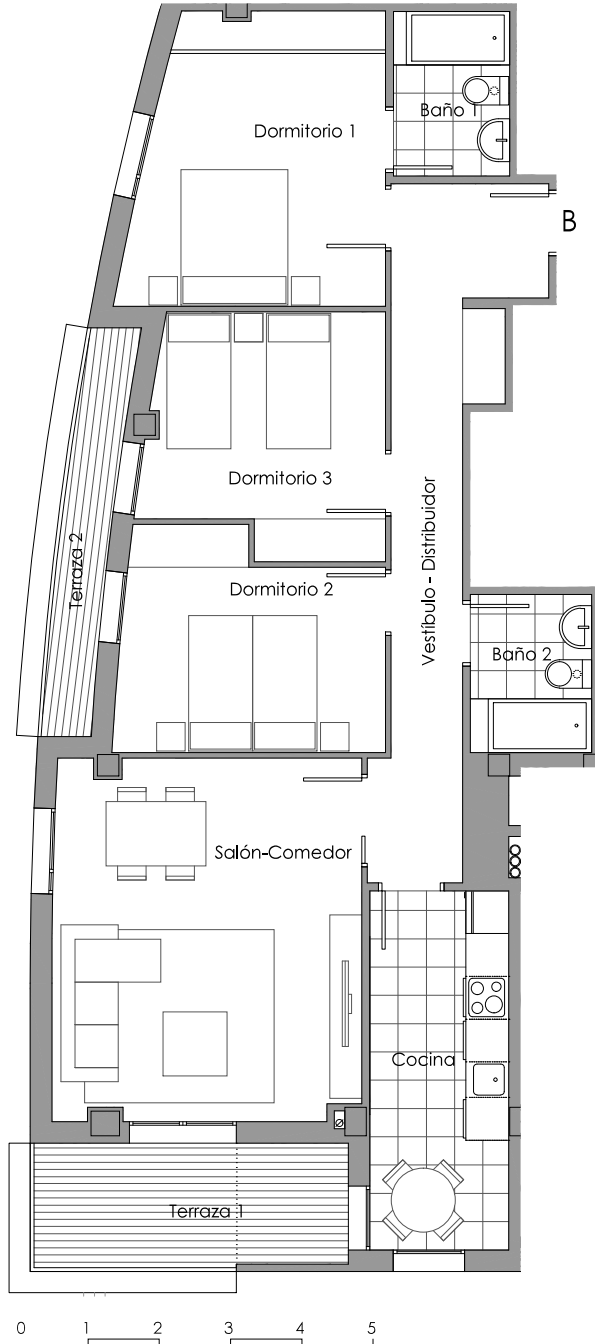 Baño 1
Dormitorio 1
B
Dormitorio 3
Vestíbulo - Distribuidor
Terraza 2
Dormitorio 2
Baño 2
Salón-Comedor
Cocina
Terraza 1
0 1 2 3 4 5